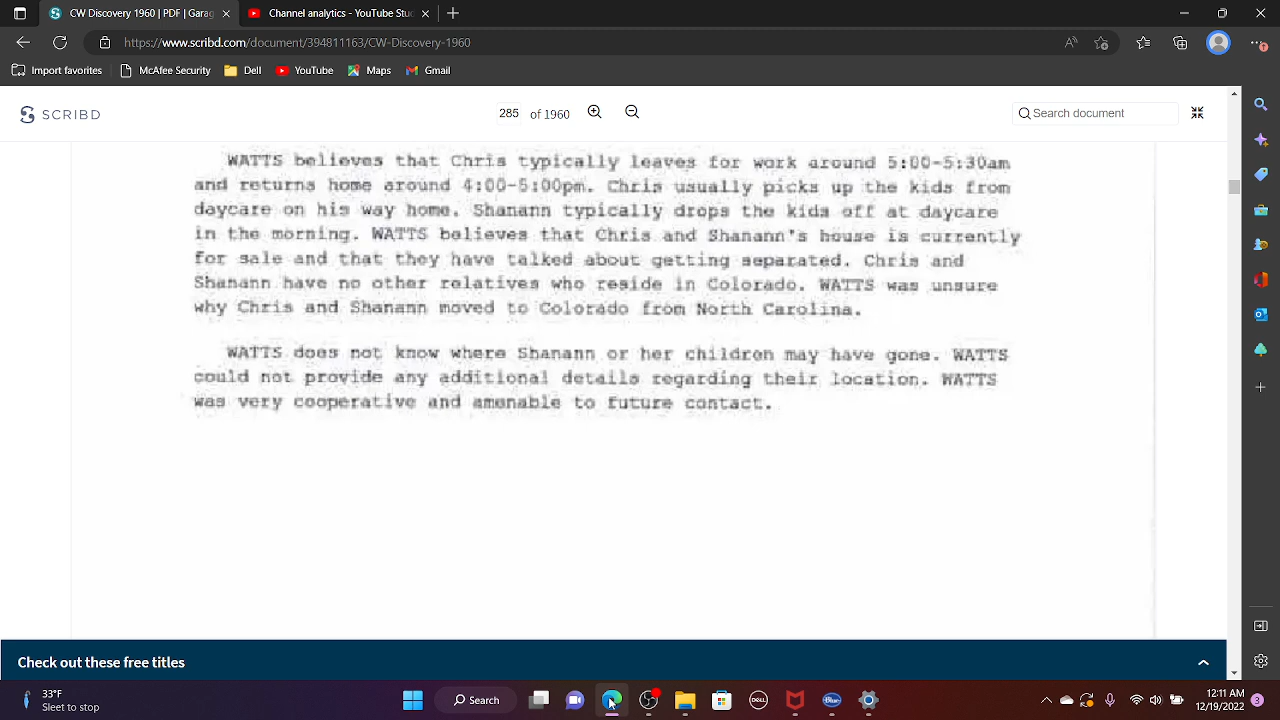 Discovery 1960 | PDf | Garag
Channel analytics - YouTube Stud
https://www.scribd.com/document/394811163/CW-Discovery-1960
Import favorites
McAfee Security
Dell
YouTube
Maps
Gmail
SCRIBD
285 of 1960
Search document
WATTS believes that Chris typically leaves for work around 5:00-5:30am
and returns home around 4:00-5:00pm. Chris usually picks up the kids from
daycare on his way home. Shanann typically drops the kids off at daycare
in the morning. WATTS believes that Chris and Shanann's house is currently
for sale and that they have talked about getting separated. Chris and
Shanann have no other relatives who reside in Colorado. WATTS was unsure
why Chris and Shanann moved to Colorado from North Carolina.
WATTS does not know where Shanann or her children may have gone. WATTS
could not provide any additional details regarding their location. WATTS
was very cooperative and amenable to future contact.
Check out these free titles
33°F
Sleet to stop
Search
DELL
Blue
12:11 AM
12/19/2022
3